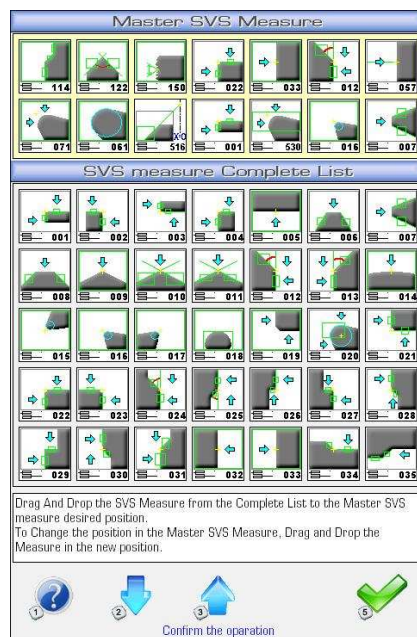 Master SVS Measure
114 122 150 022 033 012 057
071 061 516 X-0 001 530 016 007
SVS measure Complete List
001 002 003 004 005 006 007
008 009 010 011 012 013 014
015 016 017 018 019 020 021
022 023 024 025 026 027 028
029 030 031 032 033 034 035
Drag And Drop the SVS Measure from the Complete List to the Master SVS
measure desired position.
To Change the position in the Master SVS Measure, Drag and Drop the
Measure in the new position.
1 ? 2 3 5
Confirm the oparation